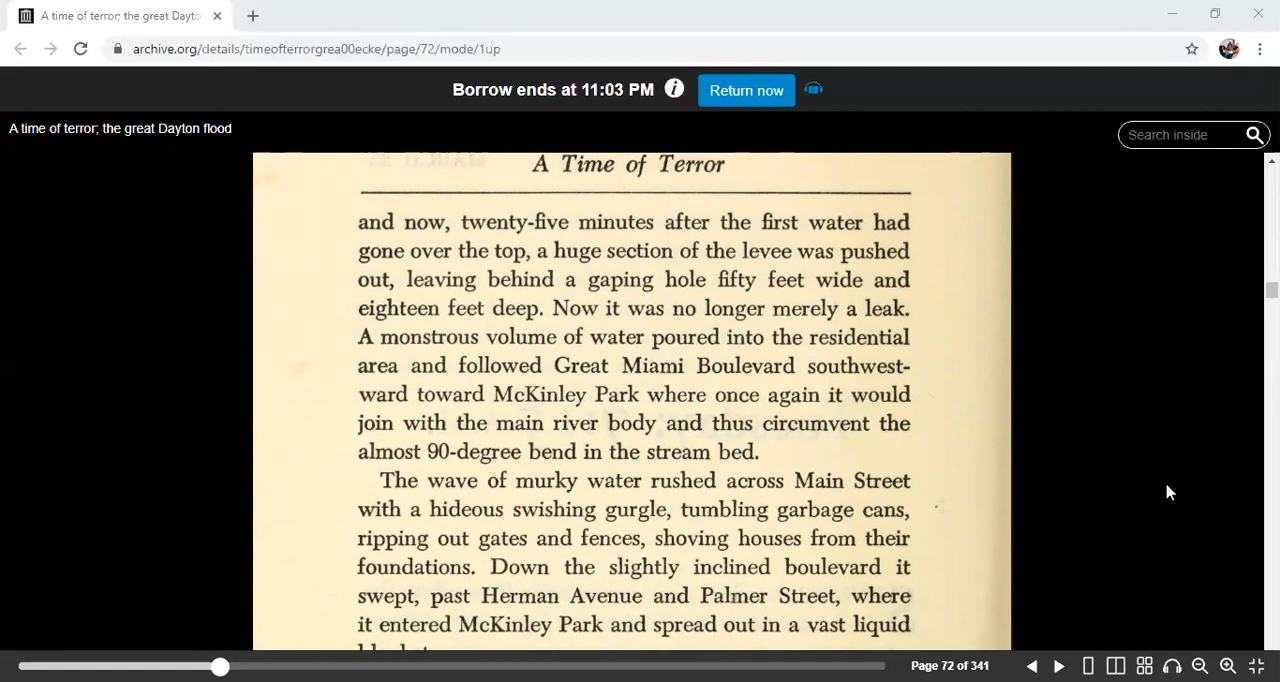 A time of terror; the great Dayto
archive.org/details/timeofterrorgrea00ecke/page/72/mode/1up
Borrow ends at 11:03 PM i Return now
A time of terror; the great Dayton flood
Search inside
A Time of Terror
and now, twenty-five minutes after the first water had
gone over the top, a huge section of the levee was pushed
out, leaving behind a gaping hole fifty feet wide and
eighteen feet deep. Now it was no longer merely a leak.
A monstrous volume of water poured into the residential
area and followed Great Miami Boulevard southwest-
ward toward McKinley Park where once again it would
join with the main river body and thus circumvent the
almost 90-degree bend in the stream bed.
The wave of murky water rushed across Main Street
with a hideous swishing gurgle, tumbling garbage cans,
ripping out gates and fences, shoving houses from their
foundations. Down the slightly inclined boulevard it
swept, past Herman Avenue and Palmer Street, where
it entered McKinley Park and spread out in a vast liquid
Page 72 of 341